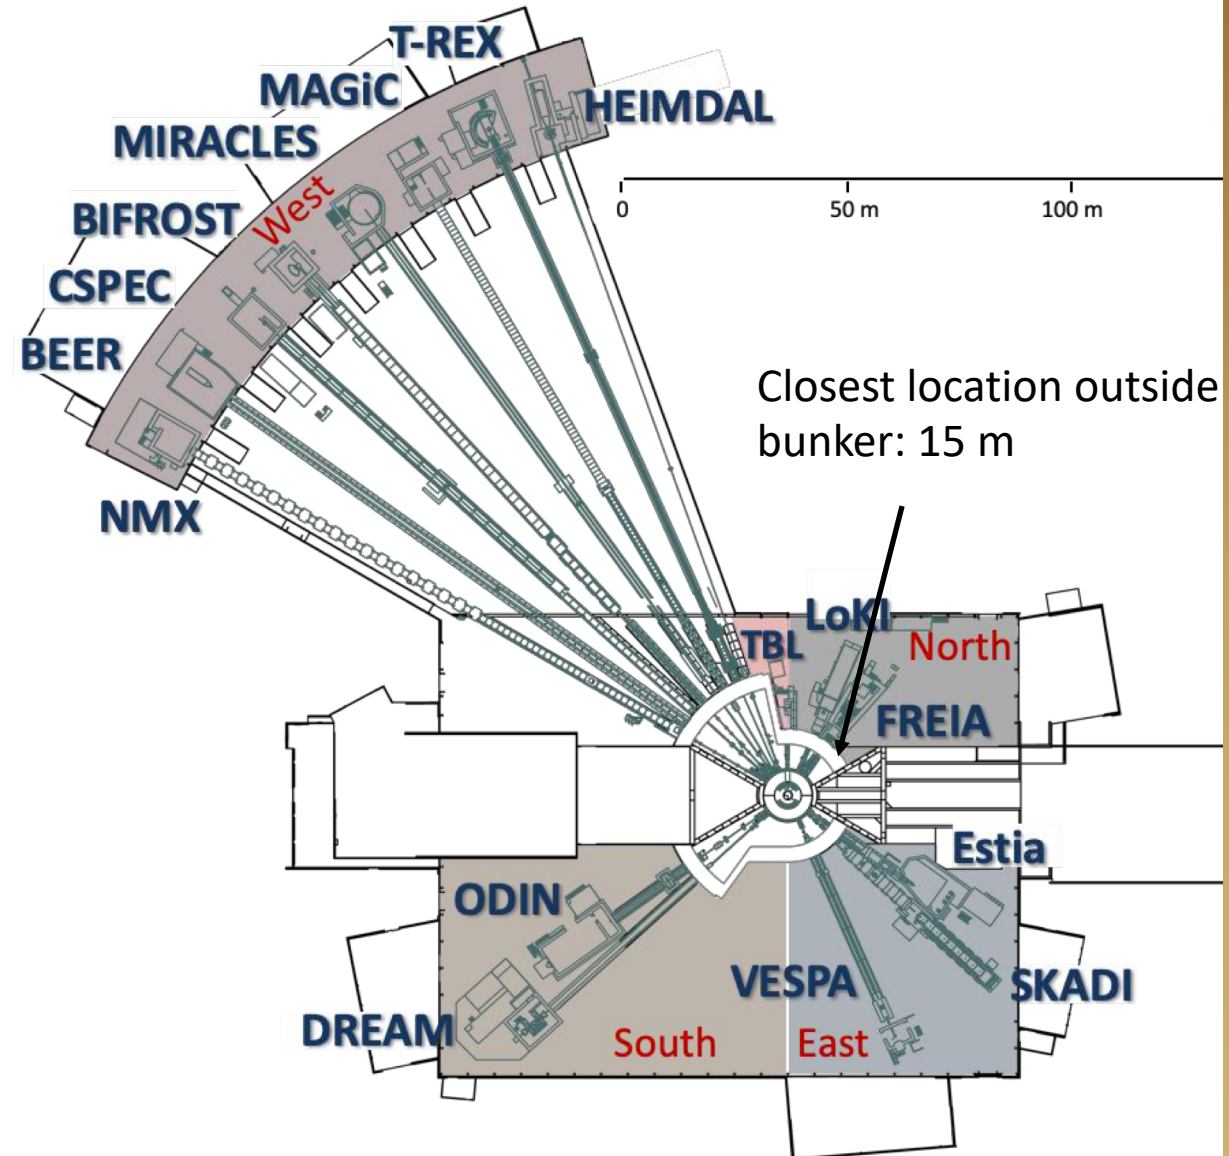 T-REX
MAGiC
HEIMDAL
MIRACLES
West
0
50 m
100 m
BIFROST
CSPEC
BEER
Closest location outside
bunker: 15 m
NMX
LoKI
TBL
North
FREIA
Estia
ODIN
VESPA
SKADI
DREAM
South
East